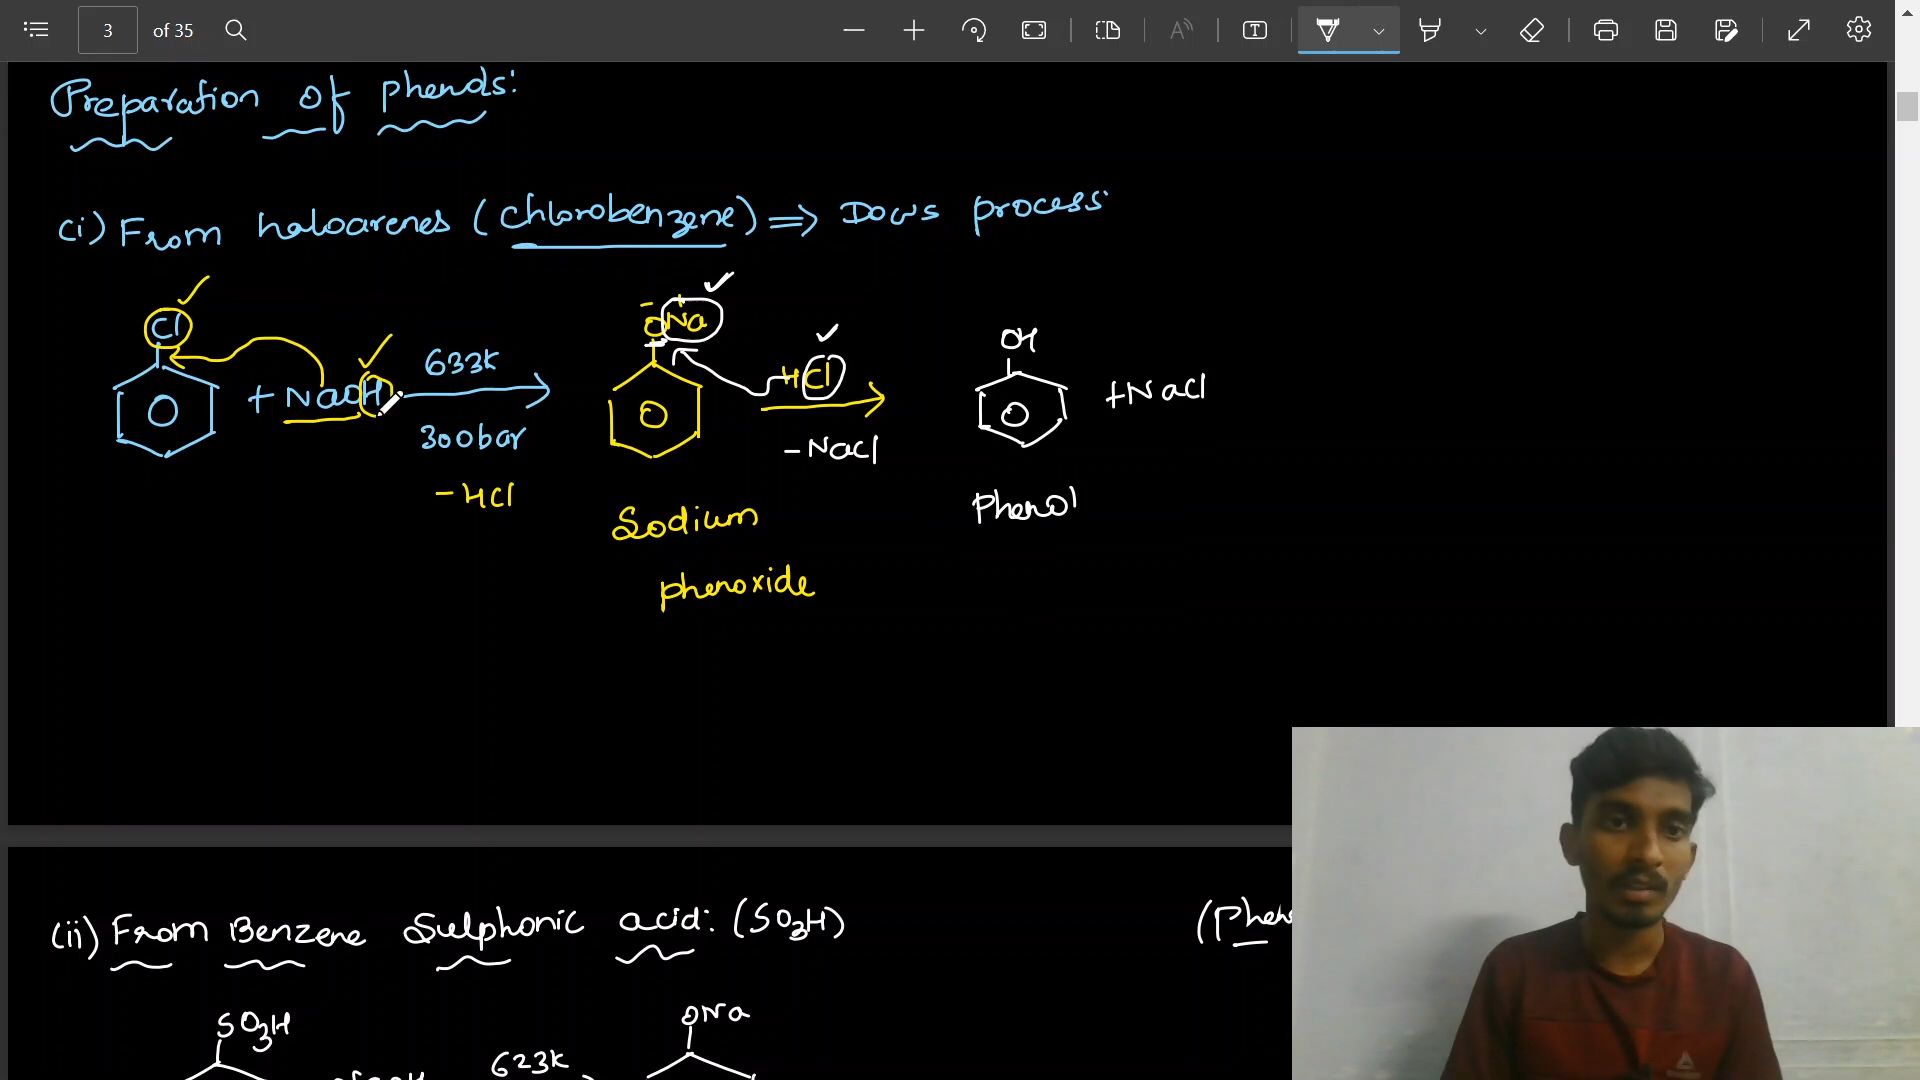 3 of 35
Preparation of phenols:
(i) From haloarenes (chlorobenzene) ⇒ Dows process
Cl
+ NaOH
633K
300bar
-HCl
- +
ONa
Sodium
phenoxide
HCl
-NaCl
OH
Phenol
+NaCl
(ii) From Benzene Sulphonic acid: (SO3H)
SO3H
623K
ONa